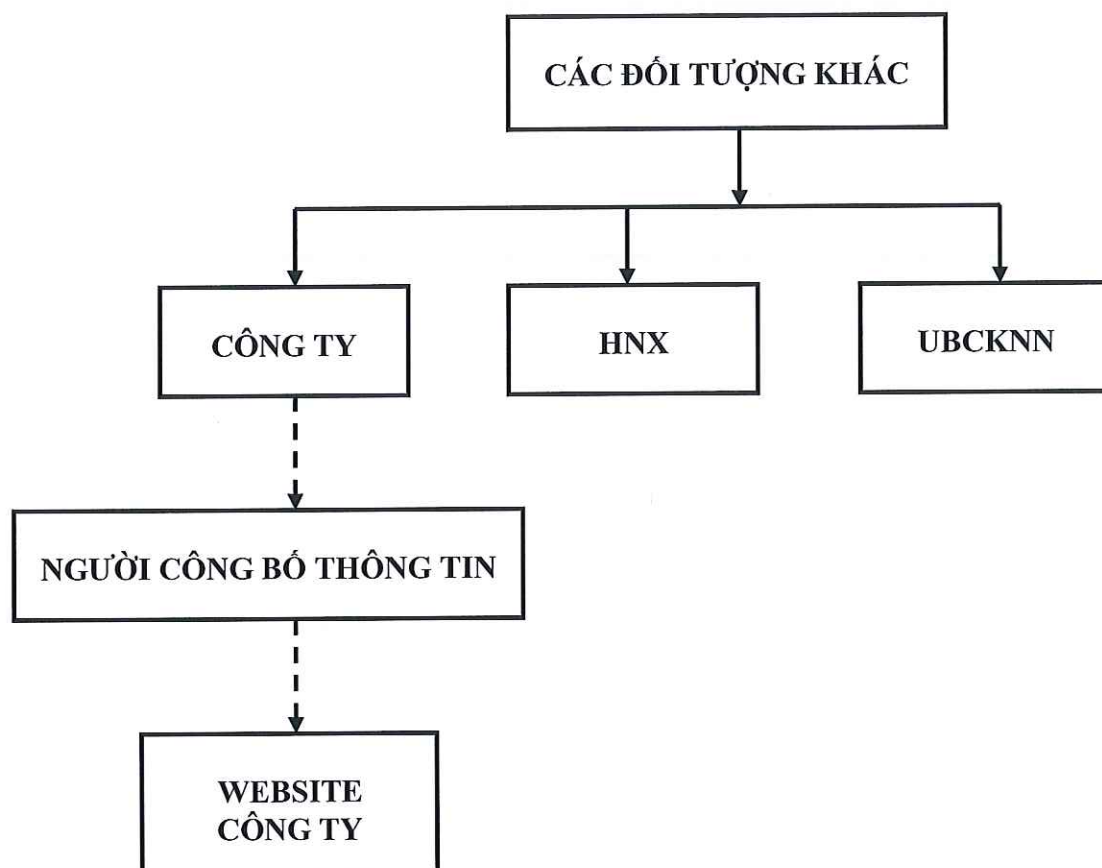 CÁC ĐỐI TƯỢNG KHÁC
CÔNG TY
HNX
UBCKNN
NGƯỜI CÔNG BỐ THÔNG TIN
WEBSITE
CÔNG TY